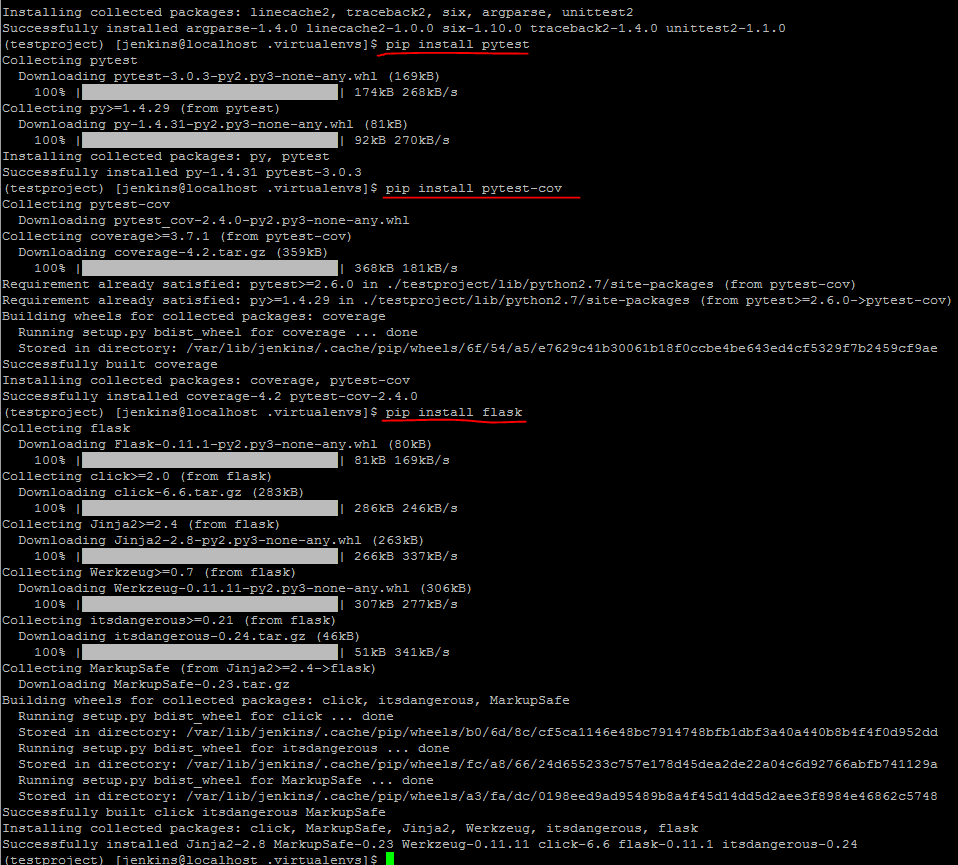 Installing collected packages: linecache2, traceback2, six, argparse, unittest2
Successfully installed argparse-1.4.0 linecache2-1.0.0 six-1.10.0 traceback2-1.4.0 unittest2-1.1.0
(testproject) [jenkins@localhost .virtualenvs]$ pip install pytest
Collecting pytest
  Downloading pytest-3.0.3-py2.py3-none-any.whl (169kB)
    100% | | 174kB 268kB/s
Collecting py>=1.4.29 (from pytest)
  Downloading py-1.4.31-py2.py3-none-any.whl (81kB)
    100% | | 92kB 270kB/s
Installing collected packages: py, pytest
Successfully installed py-1.4.31 pytest-3.0.3
(testproject) [jenkins@localhost .virtualenvs]$ pip install pytest-cov
Collecting pytest-cov
  Downloading pytest_cov-2.4.0-py2.py3-none-any.whl
Collecting coverage>=3.7.1 (from pytest-cov)
  Downloading coverage-4.2.tar.gz (359kB)
    100% | | 368kB 181kB/s
Requirement already satisfied: pytest>=2.6.0 in ./testproject/lib/python2.7/site-packages (from pytest-cov)
Requirement already satisfied: py>=1.4.29 in ./testproject/lib/python2.7/site-packages (from pytest>=2.6.0->pytest-cov)
Building wheels for collected packages: coverage
  Running setup.py bdist_wheel for coverage ... done
  Stored in directory: /var/lib/jenkins/.cache/pip/wheels/6f/54/a5/e7629c41b30061b18f0ccbe4be643ed4cf5329f7b2459cf9ae
Successfully built coverage
Installing collected packages: coverage, pytest-cov
Successfully installed coverage-4.2 pytest-cov-2.4.0
(testproject) [jenkins@localhost .virtualenvs]$ pip install flask
Collecting flask
  Downloading Flask-0.11.1-py2.py3-none-any.whl (80kB)
    100% | | 81kB 169kB/s
Collecting click>=2.0 (from flask)
  Downloading click-6.6.tar.gz (283kB)
    100% | | 286kB 246kB/s
Collecting Jinja2>=2.4 (from flask)
  Downloading Jinja2-2.8-py2.py3-none-any.whl (263kB)
    100% | | 266kB 337kB/s
Collecting Werkzeug>=0.7 (from flask)
  Downloading Werkzeug-0.11.11-py2.py3-none-any.whl (306kB)
    100% | | 307kB 277kB/s
Collecting itsdangerous>=0.21 (from flask)
  Downloading itsdangerous-0.24.tar.gz (46kB)
    100% | | 51kB 341kB/s
Collecting MarkupSafe (from Jinja2>=2.4->flask)
  Downloading MarkupSafe-0.23.tar.gz
Building wheels for collected packages: click, itsdangerous, MarkupSafe
  Running setup.py bdist_wheel for click ... done
  Stored in directory: /var/lib/jenkins/.cache/pip/wheels/b0/6d/8c/cf5ca1146e48bc7914748bfb1dbf3a40a440b8b4f4f0d952dd
  Running setup.py bdist_wheel for itsdangerous ... done
  Stored in directory: /var/lib/jenkins/.cache/pip/wheels/fc/a8/66/24d655233c757e178d45dea2de22a04c6d92766abfb741129a
  Running setup.py bdist_wheel for MarkupSafe ... done
  Stored in directory: /var/lib/jenkins/.cache/pip/wheels/a3/fa/dc/0198eed9ad95489b8a4f45d14dd5d2aee3f8984e46862c5748
Successfully built click itsdangerous MarkupSafe
Installing collected packages: click, MarkupSafe, Jinja2, Werkzeug, itsdangerous, flask
Successfully installed Jinja2-2.8 MarkupSafe-0.23 Werkzeug-0.11.11 click-6.6 flask-0.11.1 itsdangerous-0.24
(testproject) [jenkins@localhost .virtualenvs]$